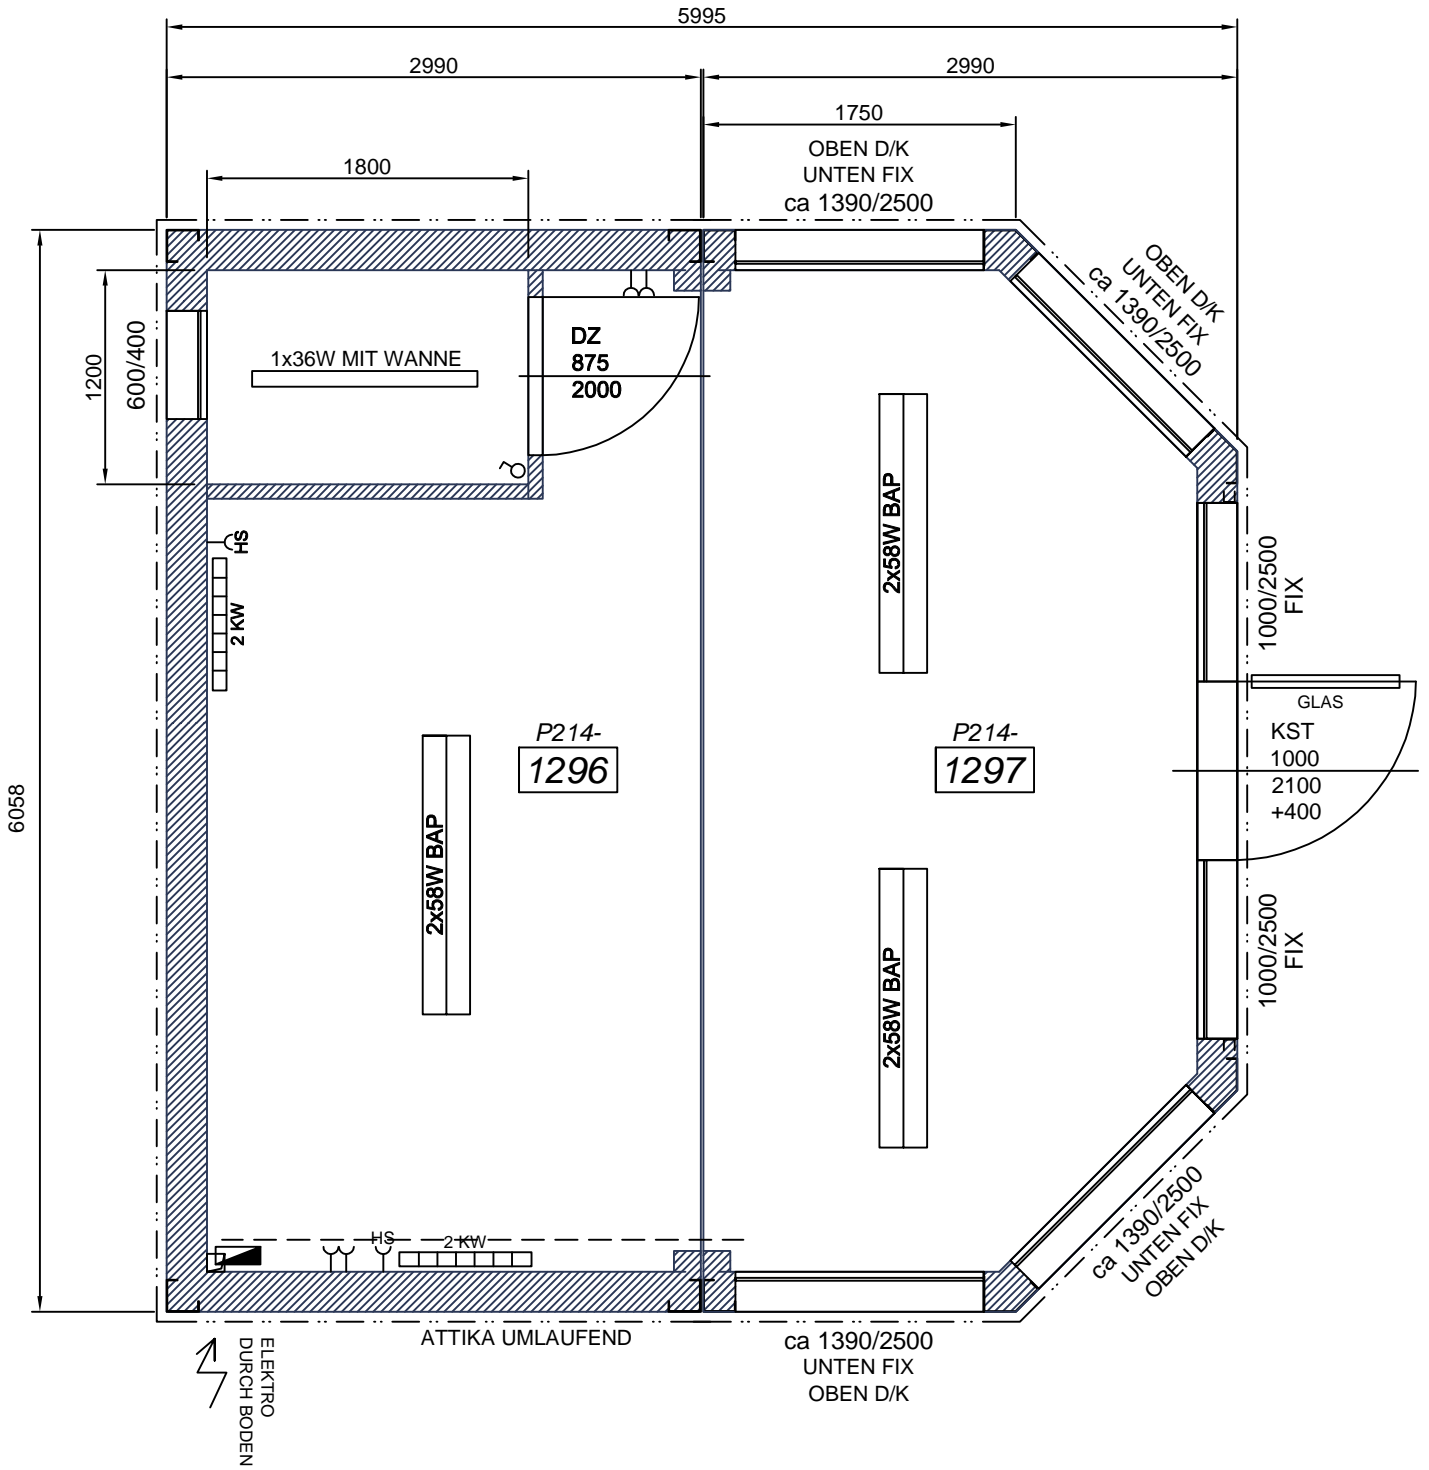 5995
2990
2990
1750
OBEN D/K
UNTEN FIX
ca 1390/2500
1800
OBEN D/K
UNTEN FIX
ca 1390/2500
1200
600/400
1x36W MIT WANNE
DZ
875
2000
2x58W BAP
HS
2 KW
1000/2500
FIX
GLAS
KST
1000
2100
+400
P214-
1296
P214-
1297
6058
2x58W BAP
2x58W BAP
1000/2500
FIX
HS
2 KW
ca 1390/2500
UNTEN FIX
OBEN D/K
ATTIKA UMLAUFEND
ca 1390/2500
UNTEN FIX
OBEN D/K
ELEKTRO
DURCH BODEN